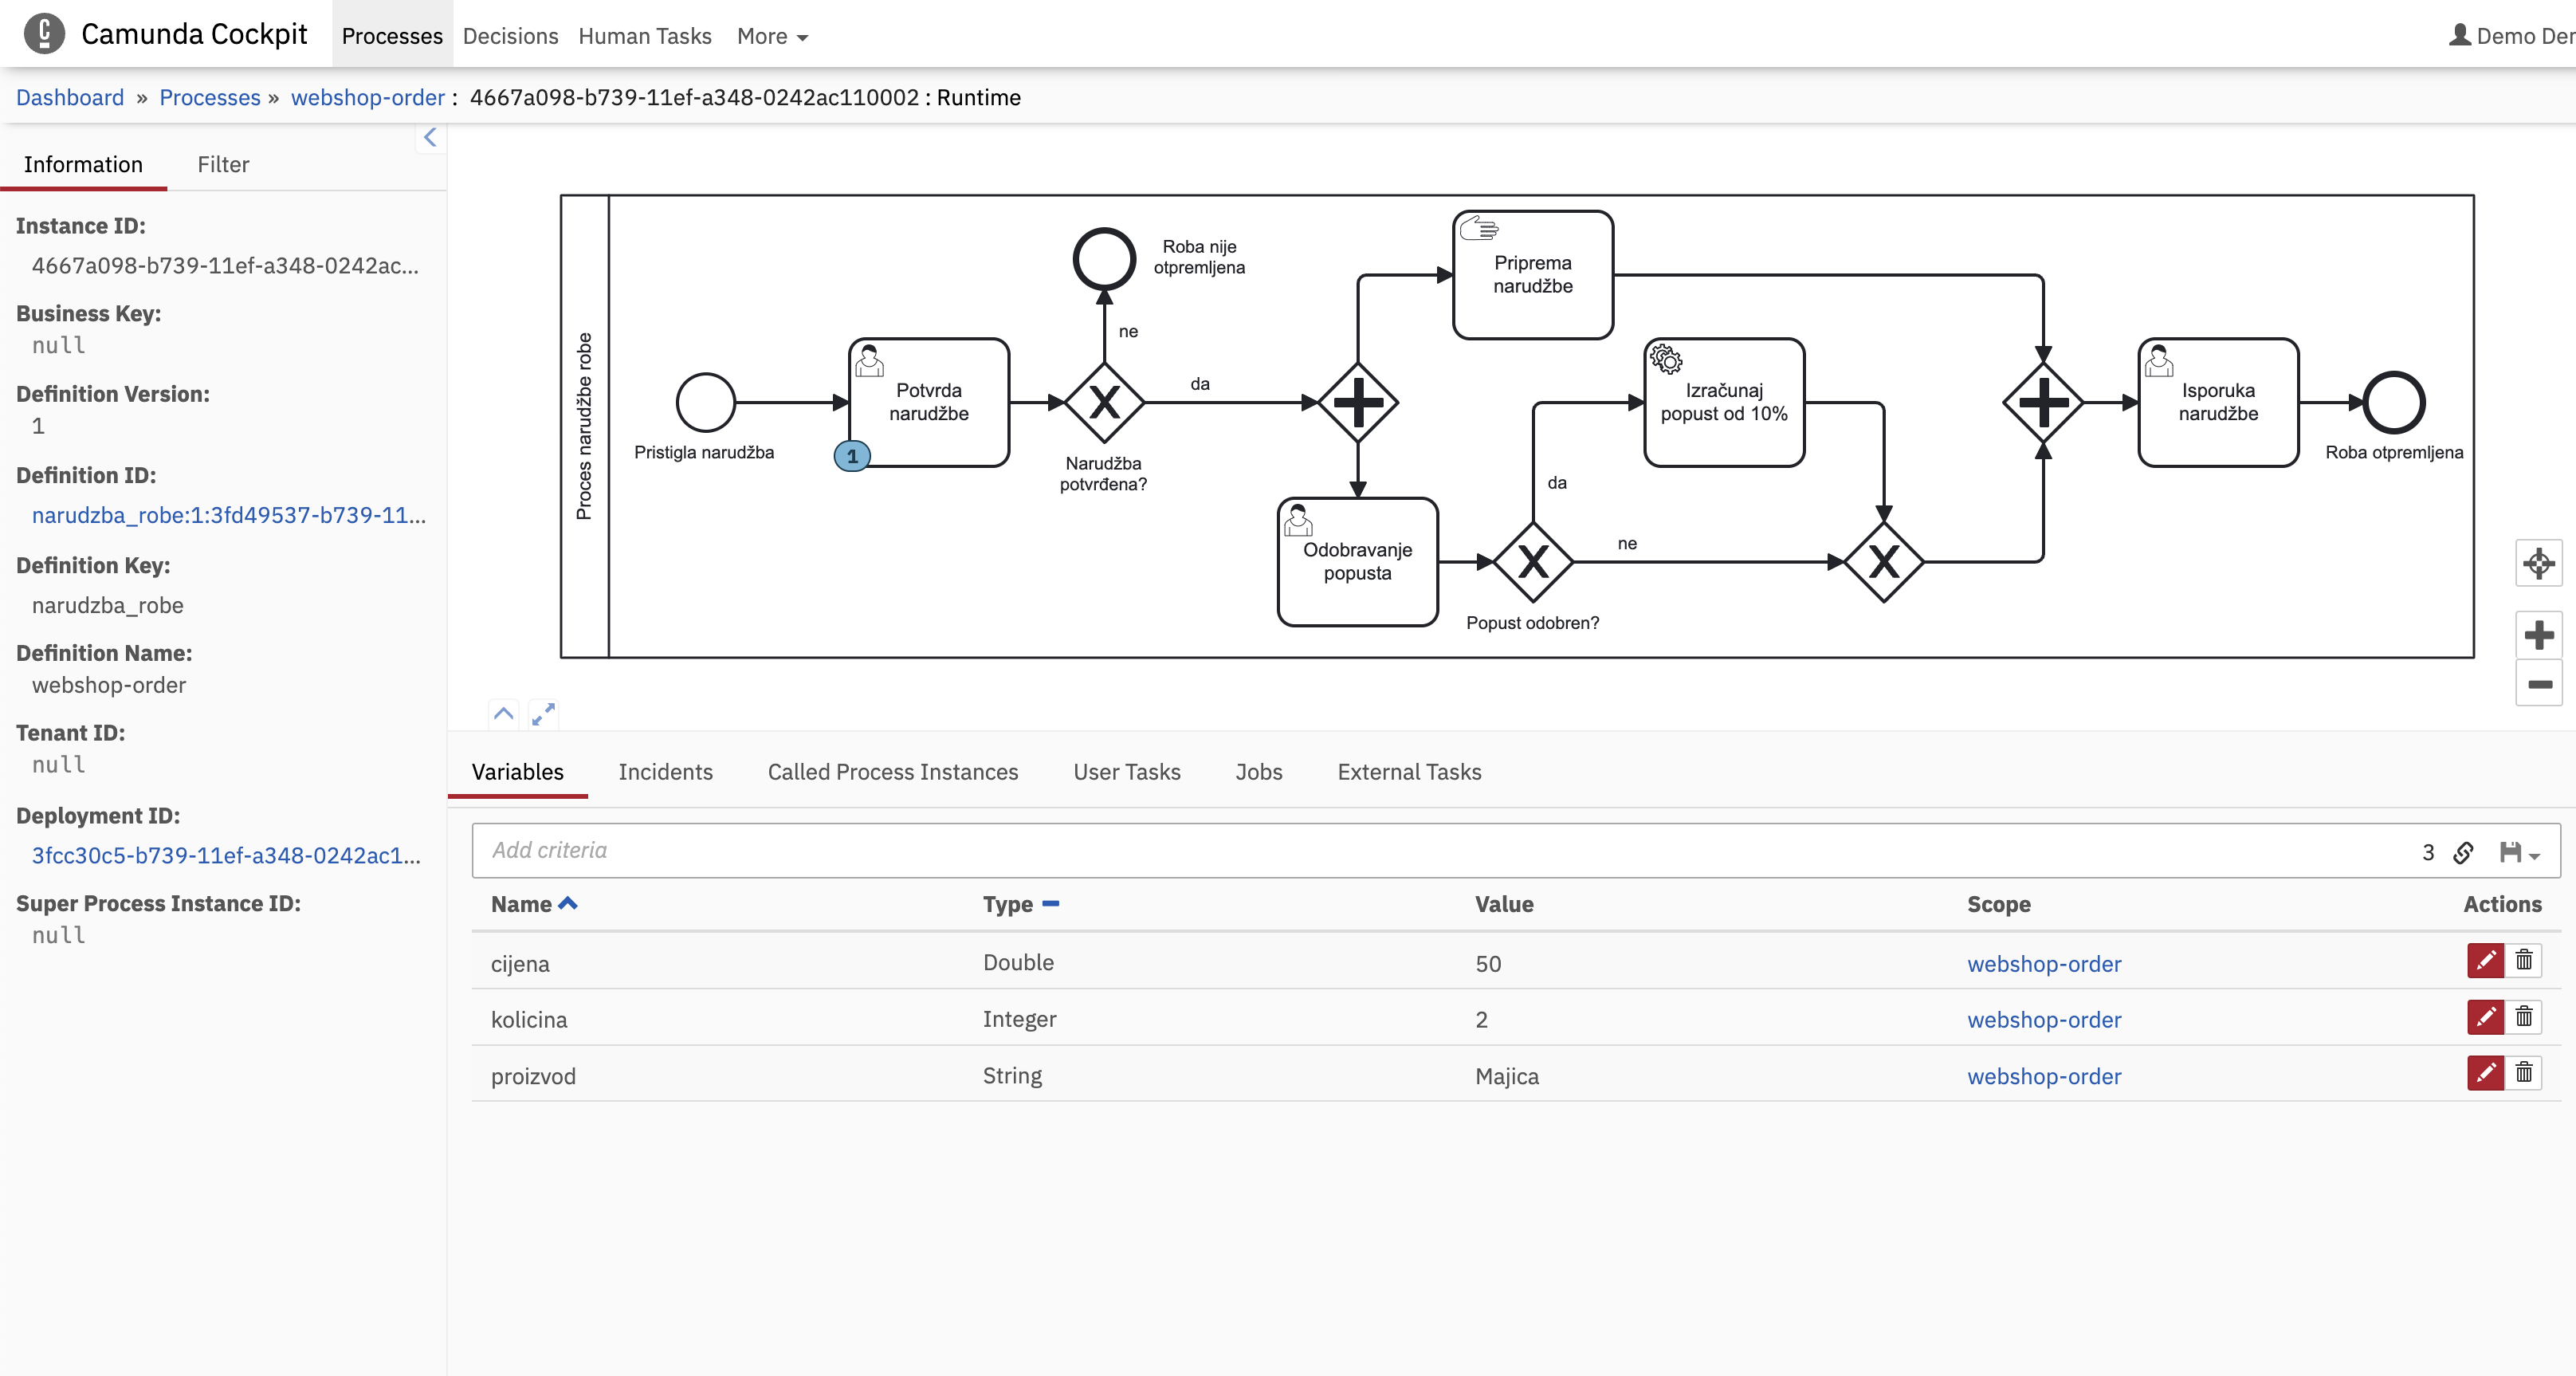 Camunda Cockpit Processes Decisions Human Tasks More Demo Der
Dashboard » Processes » webshop-order : 4667a098-b739-11ef-a348-0242ac110002 : Runtime
Information Filter
Instance ID:
4667a098-b739-11ef-a348-0242ac...
Business Key:
null
Definition Version:
1
Definition ID:
narudzba_robe:1:3fd49537-b739-11...
Definition Key:
narudzba_robe
Definition Name:
webshop-order
Tenant ID:
null
Deployment ID:
3fcc30c5-b739-11ef-a348-0242ac1...
Super Process Instance ID:
null
Proces narudžbe robe
Pristigla narudžba
Potvrda
narudžbe
1
Roba nije
otpremljena
ne
Narudžba
potvrđena?
da
Priprema
narudžbe
Odobravanje
popusta
Popust odobren?
da
ne
Izračunaj
popust od 10%
Isporuka
narudžbe
Roba otpremljena
Variables Incidents Called Process Instances User Tasks Jobs External Tasks
Add criteria 3
Name Type Value Scope Actions
cijena Double 50 webshop-order
kolicina Integer 2 webshop-order
proizvod String Majica webshop-order